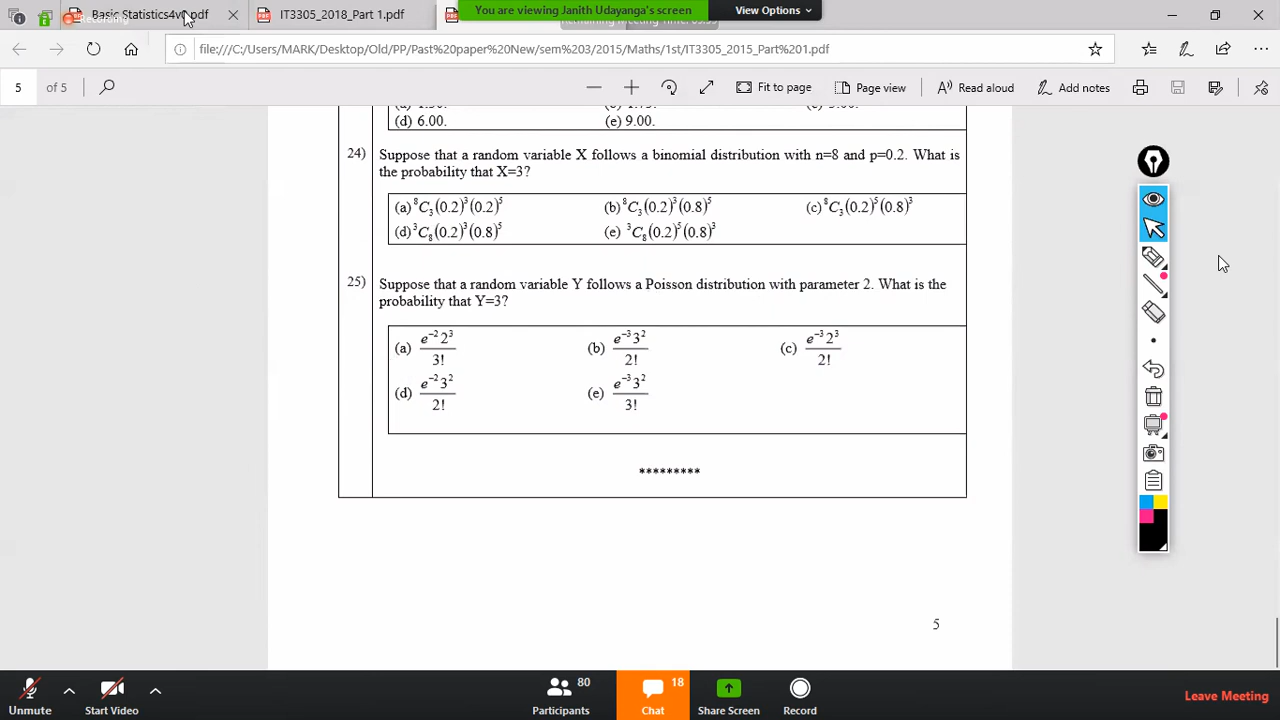 Basic Statistics4v0.pdf
IT3305_2018_Part 1.pdf
You are viewing Janith Udayanga's screen
View Options
file:///C:/Users/MARK/Desktop/Old/PP/Past%20paper%20New/sem%203/2015/Maths/1st/IT3305_2015_Part%201.pdf
5 of 5
Fit to page
Page view
Read aloud
Add notes
(d) 6.00. (e) 9.00.
24) Suppose that a random variable X follows a binomial distribution with n=8 and p=0.2. What is
the probability that X=3?
(a) ⁸C₃(0.2)³(0.2)⁵ (b) ⁸C₃(0.2)³(0.8)⁵ (c) ⁸C₃(0.2)⁵(0.8)³
(d) ³C₈(0.2)³(0.8)⁵ (e) ³C₈(0.2)⁵(0.8)³
25) Suppose that a random variable Y follows a Poisson distribution with parameter 2. What is the
probability that Y=3?
(a) e⁻²2³/3! (b) e⁻³3²/2! (c) e⁻³2³/2!
(d) e⁻²3²/2! (e) e⁻³3²/3!
*********
5
Unmute
Start Video
80
Participants
18
Chat
Share Screen
Record
Leave Meeting